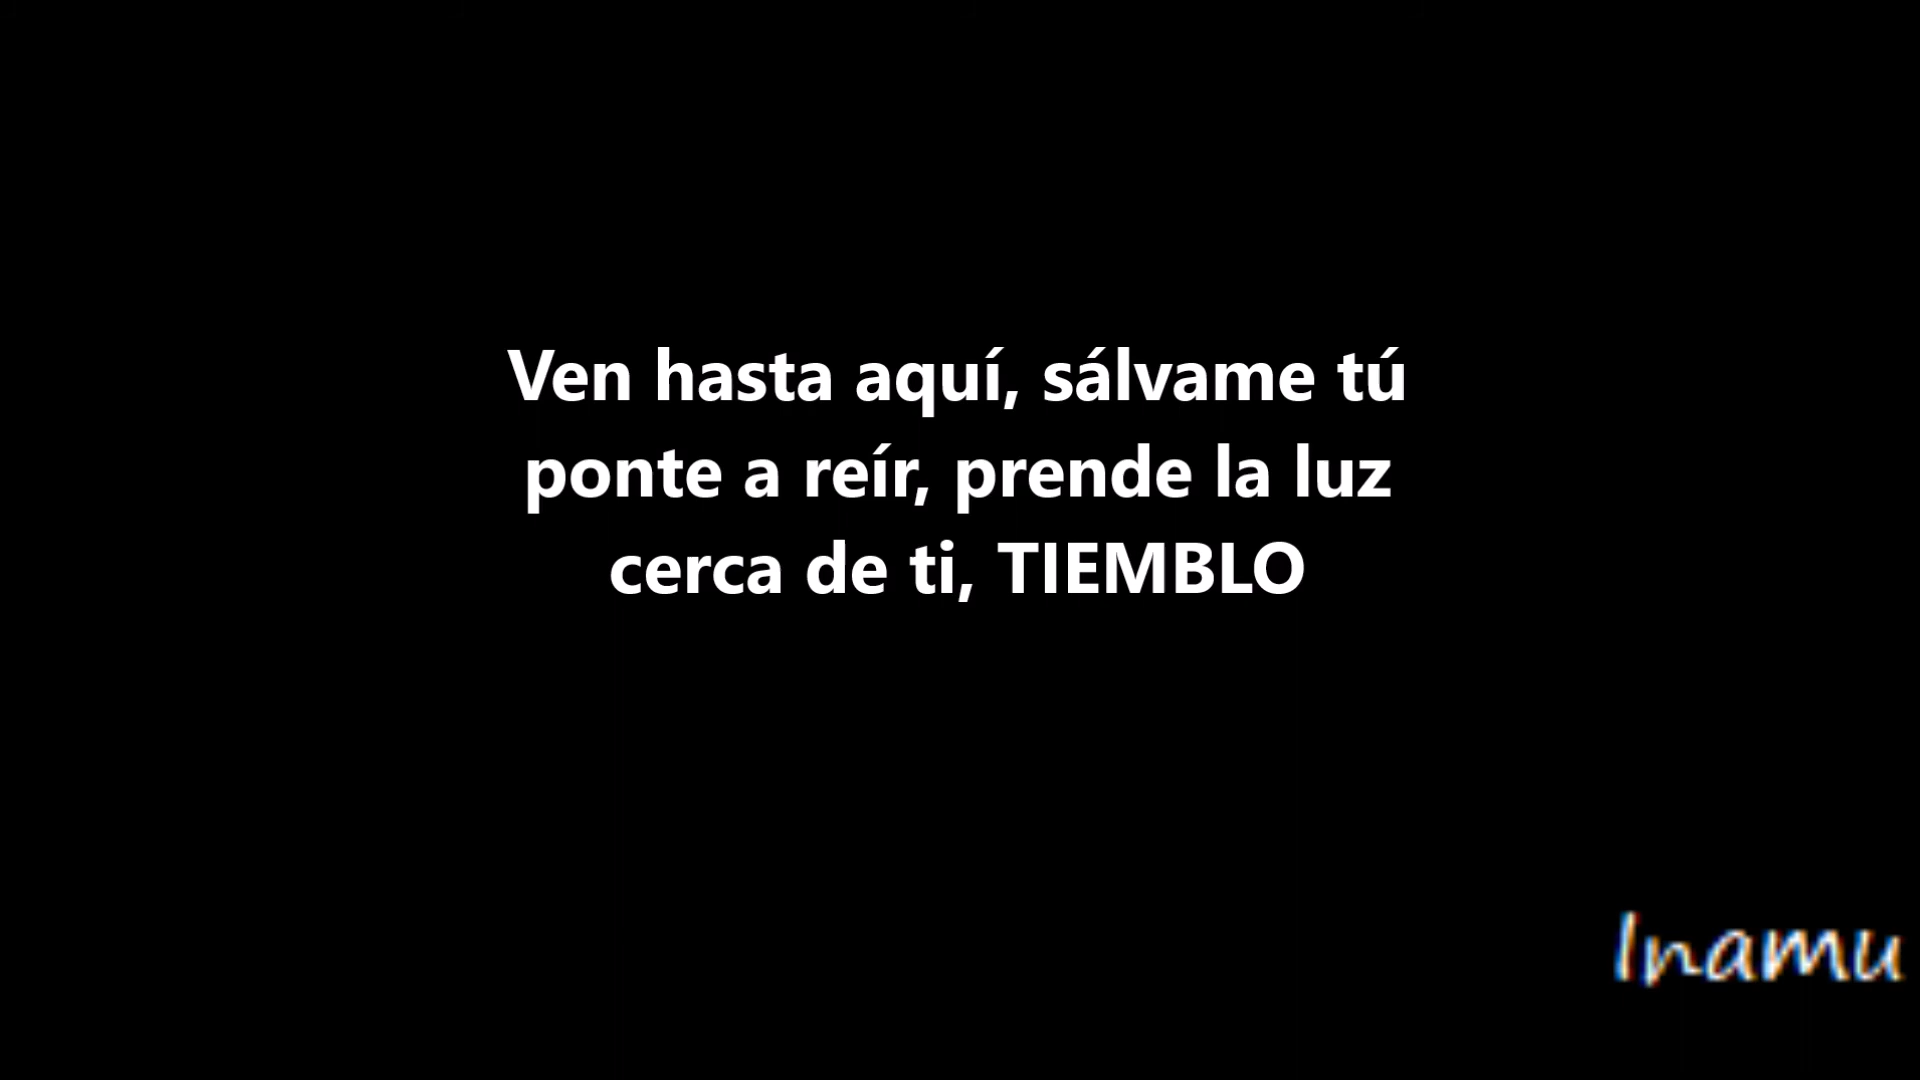 Ven hasta aquí, sálvame tú
ponte a reír, prende la luz
cerca de ti, TIEMBLO
Inamu